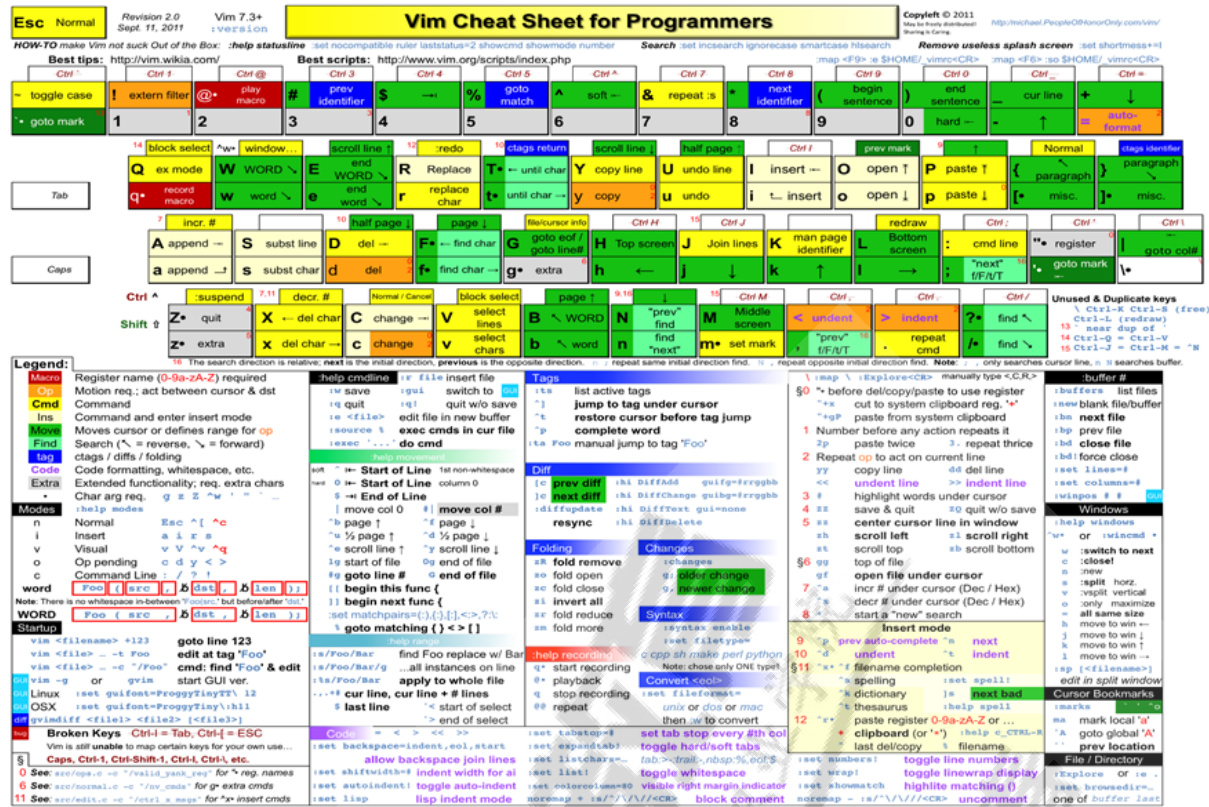 Esc Normal
Revision 2.0
Sept. 11, 2011
Vim 7.3+
:version
Vim Cheat Sheet for Programmers
Copyleft © 2011
May be freely distributed!
Sharing is Caring.
http://michael.PeopleOfHonorOnly.com/vim/
HOW-TO make Vim not suck Out of the Box: :help statusline :set nocompatible ruler laststatus=2 showcmd showmode number Search :set incsearch ignorecase smartcase hlsearch Remove useless splash screen :set shortmess+=I
Best tips: http://vim.wikia.com/ Best scripts: http://www.vim.org/scripts/index.php :map <F9> :e $HOME/_vimrc<CR> :map <F6> :so $HOME/_vimrc<CR>
Ctrl 1 Ctrl @ Ctrl 3 Ctrl 4 Ctrl 5 Ctrl ^ Ctrl 7 Ctrl 8 Ctrl 9 Ctrl 0 Ctrl _ Ctrl =
~ toggle case ! extern filter @• play macro # prev identifier $ →| % goto match ^ soft ← & repeat :s * next identifier ( begin sentence ) end sentence _ cur line + ↓
`• goto mark 1 2 3 4 5 6 7 8 9 0 hard ← - ↑ = auto-format
14 block select ^w• window... scroll line ↑ 12 :redo 10 ctags return scroll line ↓ half page ↑ Ctrl I prev mark 9 ↑ Normal ctags identifier
Q ex mode W WORD ↘ E end WORD ↘ R Replace T• ← until char Y copy line U undo line I insert ← O open ↑ P paste ↑ { ↖ paragraph } paragraph ↘
Tab
q• record macro w word ↘ e end word ↘ r replace char t• until char → y copy u undo i ← insert o open ↓ p paste ↓ [• misc. ]• misc.
7 incr. # 10 half page ↓ page ↓ file/cursor info Ctrl H 15 Ctrl J redraw Ctrl ; Ctrl ' Ctrl \
A append → S subst line D del → F• ← find char G goto eof / goto line# H Top screen J Join lines K man page identifier L Bottom screen : cmd line "• register | goto col#
Caps
a append → s subst char d del f• find char → g• extra h ← j ↓ k ↑ l → ; "next" f/F/t/T '• goto mark ← \•
Ctrl ^ :suspend 7,11 decr. # Normal / Cancel block select page ↑ 9,16 ↓ 15 Ctrl M Ctrl , Ctrl . Ctrl /
Shift ⇧ Z• quit X ← del char C change → V select lines B ↖ WORD N "prev" find M Middle screen < undent > indent ?• find ↖
z• extra x del char → c change v select chars b ↖ word n find "next" m• set mark , "prev" f/F/t/T . repeat cmd /• find ↘
Unused & Duplicate keys
\ Ctrl-K Ctrl-S (free)
Ctrl-L (redraw)
13 ' near dup of `
14 Ctrl-Q = Ctrl-V
15 Ctrl-J = Ctrl-M = ^N
16 The search direction is relative; next is the initial direction, previous is the opposite direction. n ; repeat same initial direction find. N , repeat opposite initial direction find. Note: ; , only searches cursor line, n N searches buffer.
Legend:
Macro Register name (0-9a-zA-Z) required
Op Motion req.; act between cursor & dst
Cmd Command
Ins Command and enter insert mode
Move Moves cursor or defines range for op
Find Search (↖ = reverse, ↘ = forward)
tag ctags / diffs / folding
Code Code formatting, whitespace, etc.
Extra Extended functionality; req. extra chars
• Char arg req. g z Z ^w ' " `
Modes :help modes
n Normal Esc ^[ ^c
i Insert a i r s
v Visual v V ^v ^q
o Op pending c d y < >
c Command Line : / ? !
word Foo ( src , dst , len );
Note: There is no whitespace in-between 'Foo(src,' but before/after 'dst,'
WORD Foo ( src , dst , len );
Startup
vim <filename> +123 goto line 123
vim <filename> … -t Foo edit at tag 'Foo'
vim <filename> … -c "/Foo" cmd: find 'Foo' & edit
GUI vim -g or gvim start GUI ver.
GUI Linux :set guifont=ProggyTinyTT\ 12
GUI OSX :set guifont=ProggyTiny\:h11
diff gvimdiff <file1> <file2> [<file3>]
bug Broken Keys Ctrl-I = Tab, Ctrl-[ = ESC
Vim is still unable to map certain keys for your own use…
§ Caps, Ctrl-1, Ctrl-Shift-1, Ctrl-I, Ctrl-\, etc.
0 See: src/ops.c -c "/valid_yank_reg" for "• reg. names
6 See: src/normal.c -c "/nv_cmds" for g• extra cmds
11 See: src/edit.c -c "/ctrl_x_msgs" for ^x• insert cmds
:help cmdline :r file insert file
:w save :gui switch to GUI
:q quit :q! quit w/o save
:e <file> edit file in new buffer
:source % exec cmds in cur file
:exec '...' do cmd
:help movement
soft ^ |← Start of Line 1st non-whitespace
hard 0 |← Start of Line column 0
$ →| End of Line
| move col 0 #| move col #
^b page ↑ ^f page ↓
^u ½ page ↑ ^d ½ page ↓
^e scroll line ↑ ^y scroll line ↓
1g start of file 0g end of file
#g goto line # G end of file
[[ begin this func {
]] begin next func {
:set matchpairs=(:),{:},[:],<:>,?:\:
% goto matching { } < > [ ]
:help range
:s/Foo/Bar find Foo replace w/ Bar
:s/Foo/Bar/g ...all instances on line
:%s/Foo/Bar apply to whole file
.,.+# cur line, cur line + # lines
$ last line '< start of select
'> end of select
Code = < > << >>
:set backspace=indent,eol,start
allow backspace join lines
:set shiftwidth=# indent width for ai
:set autoindent! toggle auto-indent
:set lisp lisp indent mode
Tags
:ts list active tags
^] jump to tag under cursor
^t restore cursor before tag jump
^p complete word
:ta Foo manual jump to tag 'Foo'
Diff
[c prev diff :hi DiffAdd guibg=#rrggbb
]c next diff :hi DiffChange guibg=#rrggbb
:diffupdate :hi DiffText gui=none
resync :hi DiffDelete
Folding
zR fold remove
zo fold open
zc fold close
zi invert all
zr fold reduce
zm fold more
Changes
:changes
g; older change
g, newer change
Syntax
:syntax enable
:set filetype=
c cpp sh make perl python
Note: chose only ONE type!
:help recording
q• start recording
@• playback
q stop recording
@@ repeat
Convert <eol>
:set fileformat=
unix or dos or mac
then :w to convert
:set tabstop=# set tab stop every #th col
:set expandtab! toggle hard/soft tabs
:set listchars=… tab:>-,trail:-,nbsp:%,eol:$
:set list! toggle whitespace
:set colorcolumn=80 visible right margin indicator
noremap + :s/^/\/\//<CR> block comment
\ :map \ :Explore<CR> manually type <,C,R,>
§0 "• before del/copy/paste to use register
"+x cut to system clipboard reg. '+'
"+gP paste from system clipboard
1 Number before any action repeats it
2p paste twice 3. repeat thrice
2 Repeat op to act on current line
yy copy line dd del line
<< undent line >> indent line
3 # highlight words under cursor
4 ZZ save & quit ZQ quit w/o save
5 zz center cursor line in window
zh scroll left zl scroll right
zt scroll top zb scroll bottom
§6 gg top of file
gf open file under cursor
7 ^a incr # under cursor (Dec / Hex)
^x decr # under cursor (Dec / Hex)
8 * start a "new" search
Insert mode
9 ^p prev auto-complete ^n next
10 ^d undent ^t indent
§11 ^x• ^f filename completion
^s spelling :set spell!
^k dictionary ]s next bad
^t thesaurus :help spell
12 ^r• paste register 0-9a-zA-Z or …
+ clipboard (or '*') :help c_CTRL-R
" last del/copy % filename
:set numbers! toggle line numbers
:set wrap! toggle linewrap display
:set showmatch highlite matching ()
noremap - :s/^\/\///<CR> uncomment
:buffer #
:buffers list files
:new blank file/buffer
:bn next file
:bp prev file
:bd close file
:bd! force close
:set lines=#
:set columns=#
:winpos # # GUI
Windows
:help windows
^w• or :wincmd •
w :switch to next
c :close!
n :new
s :split horz.
v :vsplit vertical
o :only maximize
= all same size
h move to win ←
j move to win ↓
k move to win ↑
l move to win →
:sp [<filename>]
edit in split window
Cursor Bookmarks
:marks
ma mark local 'a'
`A goto global 'A'
`` prev location
File / Directory
:Explore or :e .
:set browsedir=…
one of buffer last